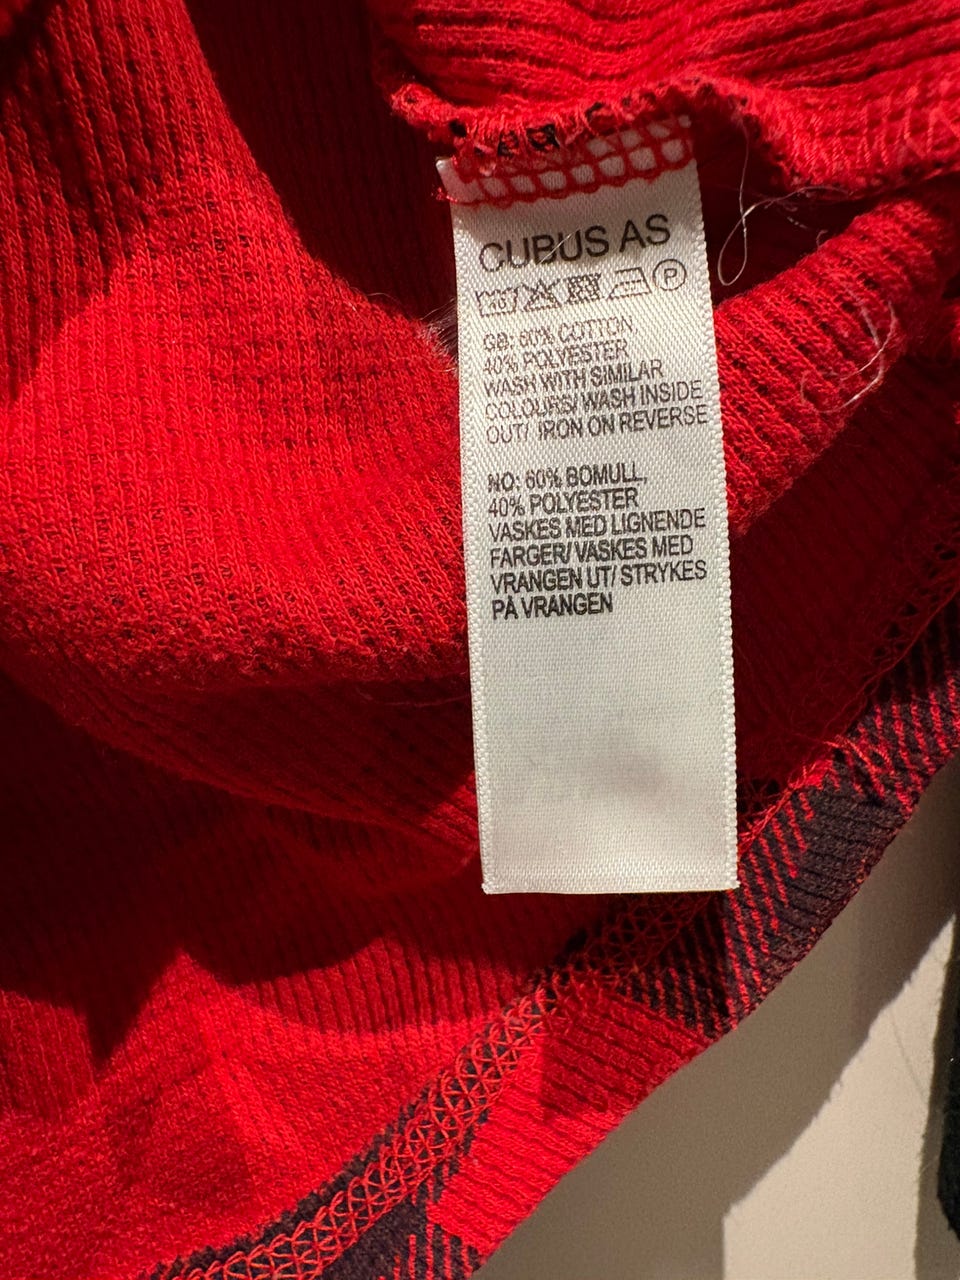 CUBUS AS
40 P
GB: 60% COTTON,
40% POLYESTER
WASH WITH SIMILAR
COLOURS/ WASH INSIDE
OUT/ IRON ON REVERSE
NO: 60% BOMULL,
40% POLYESTER
VASKES MED LIGNENDE
FARGER/ VASKES MED
VRANGEN UT/ STRYKES
PÅ VRANGEN